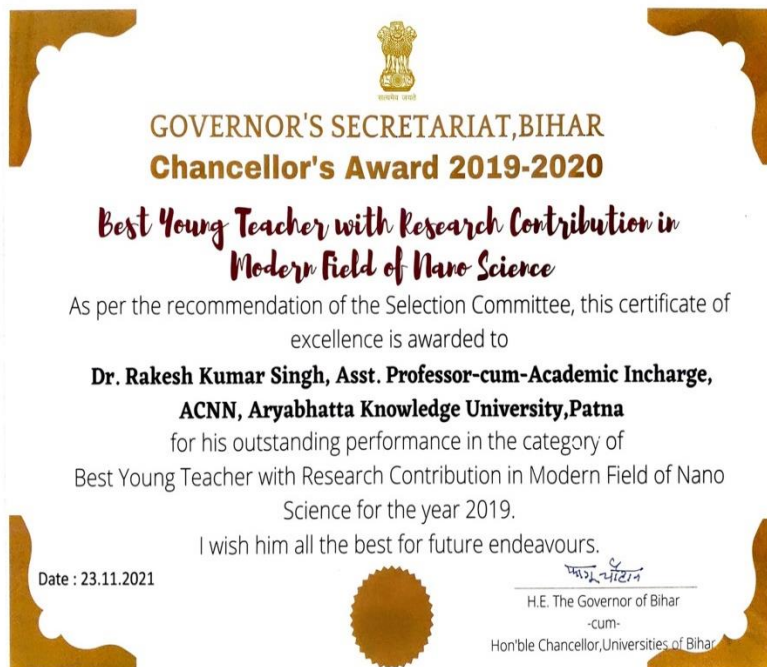 सत्यमेव जयते
GOVERNOR'S SECRETARIAT,BIHAR
Chancellor's Award 2019-2020
Best Young Teacher with Research Contribution in
Modern Field of Nano Science
As per the recommendation of the Selection Committee, this certificate of
excellence is awarded to
Dr. Rakesh Kumar Singh, Asst. Professor-cum-Academic Incharge,
ACNN, Aryabhatta Knowledge University,Patna
for his outstanding performance in the category of
Best Young Teacher with Research Contribution in Modern Field of Nano
Science for the year 2019.
I wish him all the best for future endeavours.
Date : 23.11.2021
फागू चौहान
H.E. The Governor of Bihar
-cum-
Hon'ble Chancellor,Universities of Bihar